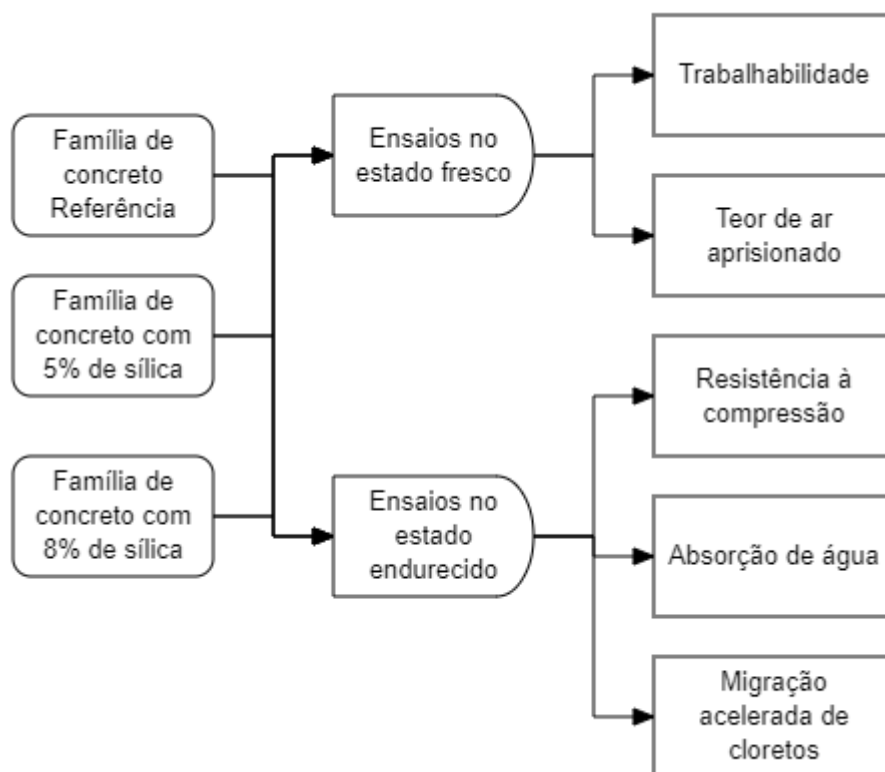 Família de
concreto
Referência
Família de
concreto com
5% de sílica
Família de
concreto com
8% de sílica
Ensaios no
estado fresco
Ensaios no
estado
endurecido
Trabalhabilidade
Teor de ar
aprisionado
Resistência à
compressão
Absorção de água
Migração
acelerada de
cloretos